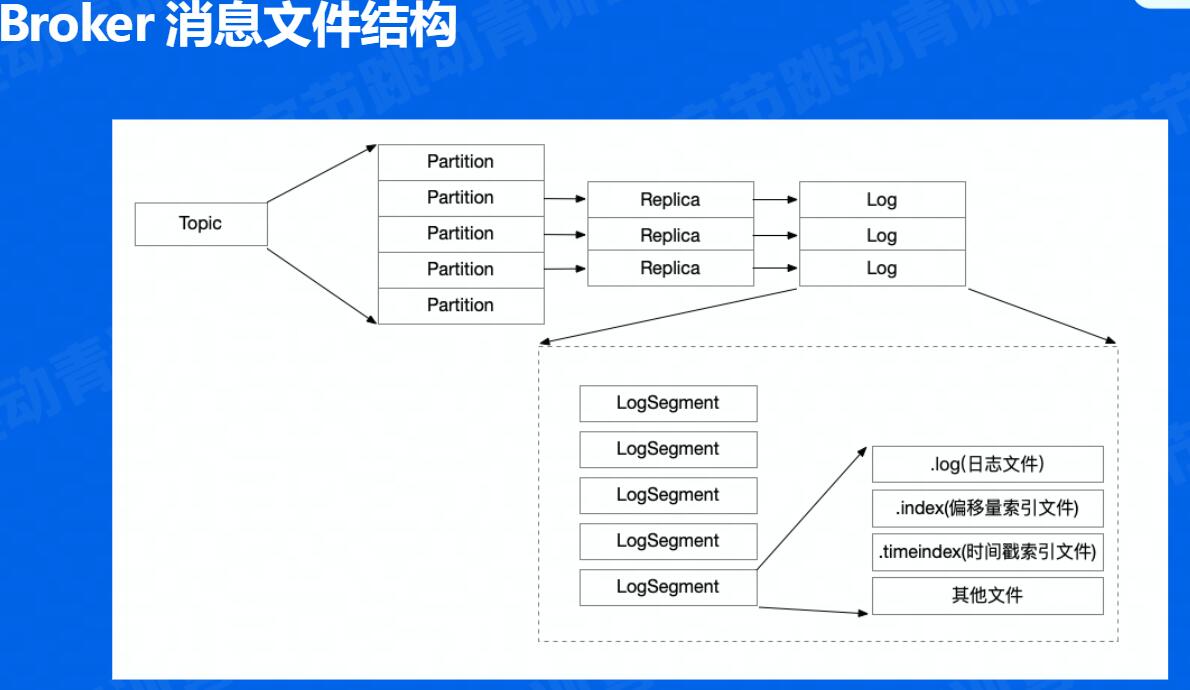 Broker 消息文件结构
Topic
Partition
Partition
Partition
Partition
Partition
Replica
Replica
Replica
Log
Log
Log
LogSegment
LogSegment
LogSegment
LogSegment
LogSegment
.log(日志文件)
.index(偏移量索引文件)
.timeindex(时间戳索引文件)
其他文件